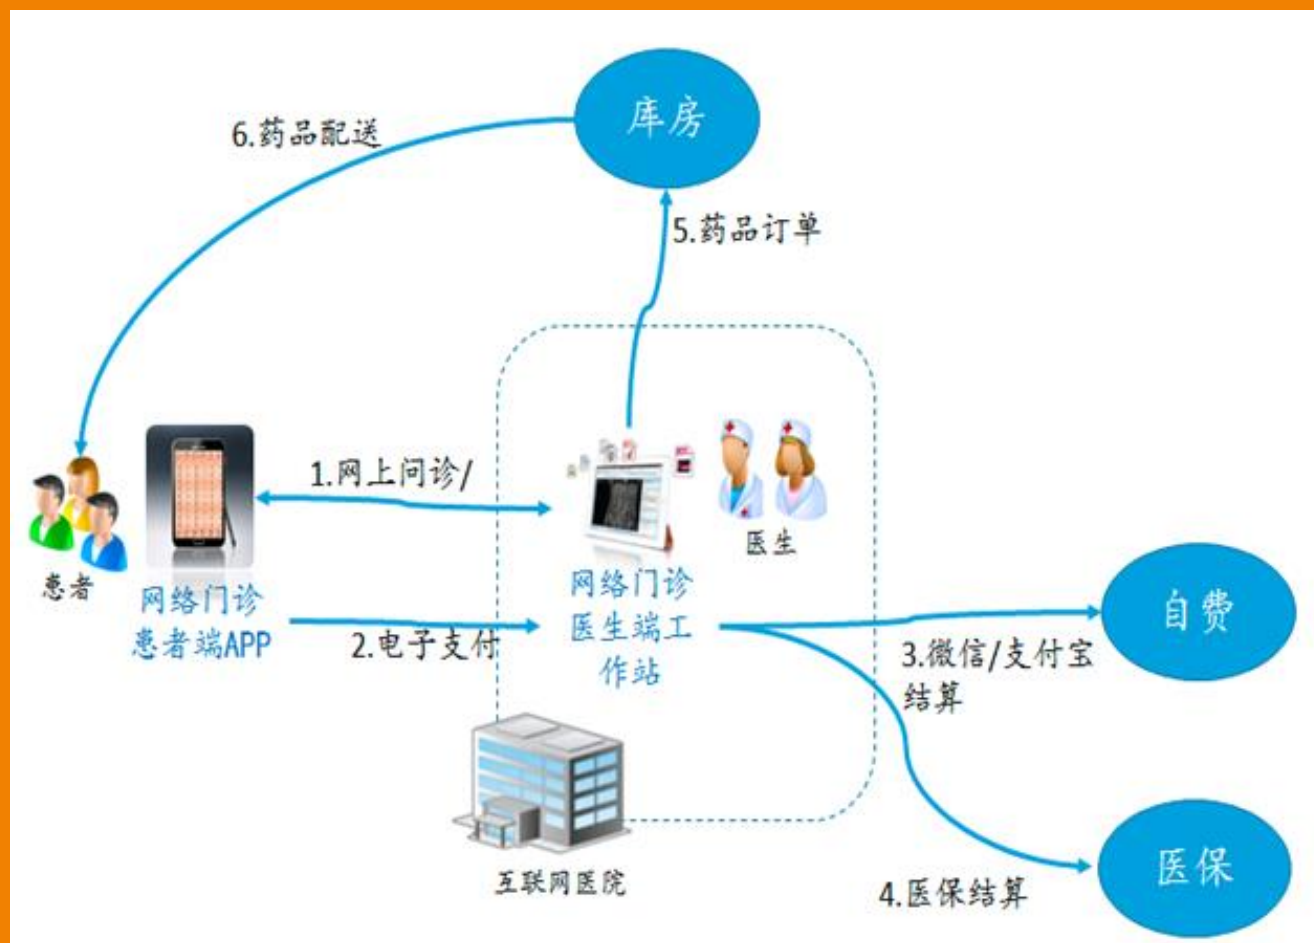 库房
6.药品配送
5.药品订单
1.网上问诊/
医生
患者
网络门诊
患者端APP
网络门诊
医生端工
作站
2.电子支付
自费
3.微信/支付宝
结算
互联网医院
医保
4.医保结算